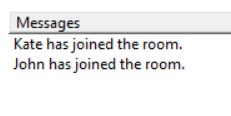 Messages
Kate has joined the room.
John has joined the room.